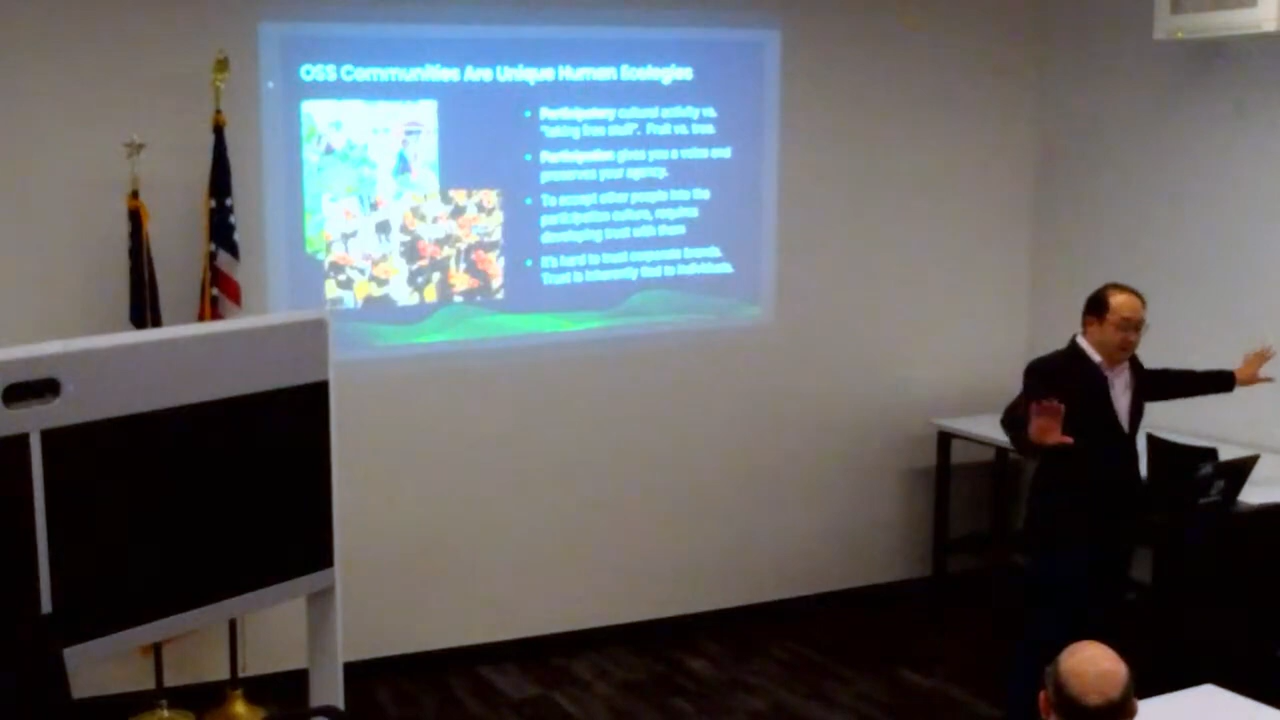 OSS Communities Are Unique Human Ecologies
Participatory cultural activity vs.
"taking free stuff". Fruit vs. tree.
Participation gives you a voice and
preserves your agency.
To accept other people into the
participation culture, requires
developing trust with them
It's hard to trust corporate brands.
Trust is inherently tied to individuals.